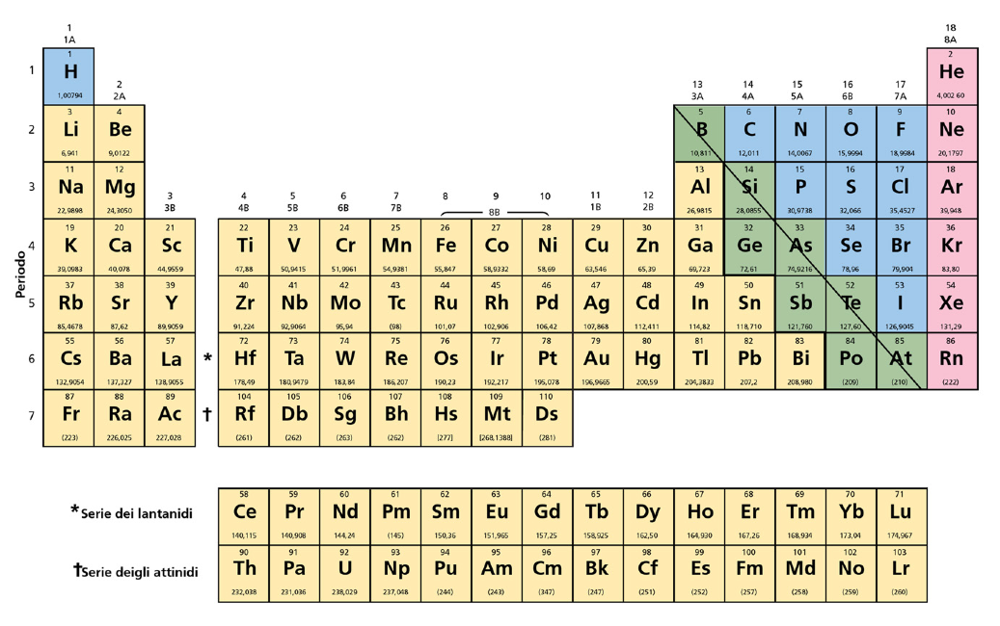 1 18
1A 8A
1 2
1 H 2 13 14 15 16 17 He
1,00794 2A 3A 4A 5A 6B 7A 4,002 60
3 4 5 6 7 8 9 10
2 Li Be B C N O F Ne
6,941 9,0122 10,811 12,011 14,0067 15,9994 18,9984 20,1797
11 12 13 14 15 16 17 18
3 Na Mg 3 4 5 6 7 8 9 10 11 12 Al Si P S Cl Ar
22,9898 24,3050 3B 4B 5B 6B 7B 8B 1B 2B 26,9815 28,0855 30,9738 32,066 35,4527 39,948
19 20 21 22 23 24 25 26 27 28 29 30 31 32 33 34 35 36
4 K Ca Sc Ti V Cr Mn Fe Co Ni Cu Zn Ga Ge As Se Br Kr
39,0983 40,078 44,9559 47,88 50,9415 51,9961 54,9381 55,847 58,9332 58,69 63,546 65,39 69,723 72,61 74,9216 78,96 79,904 83,80
Periodo
37 38 39 40 41 42 43 44 45 46 47 48 49 50 51 52 53 54
5 Rb Sr Y Zr Nb Mo Tc Ru Rh Pd Ag Cd In Sn Sb Te I Xe
85,4678 87,62 89,9059 91,224 92,9064 95,94 (98) 101,07 102,906 106,42 107,868 112,411 114,82 118,710 121,760 127,60 126,9045 131,29
55 56 57 72 73 74 75 76 77 78 79 80 81 82 83 84 85 86
6 Cs Ba La * Hf Ta W Re Os Ir Pt Au Hg Tl Pb Bi Po At Rn
132,9054 137,327 138,9055 178,49 180,9479 183,84 186,207 190,23 192,217 195,078 196,9665 200,59 204,3833 207,2 208,980 (209) (210) (222)
87 88 89 104 105 106 107 108 109 110
7 Fr Ra Ac † Rf Db Sg Bh Hs Mt Ds
(223) 226,025 227,028 (261) (262) (263) (262) [277] [268,1388] (281)
58 59 60 61 62 63 64 65 66 67 68 69 70 71
*Serie dei lantanidi Ce Pr Nd Pm Sm Eu Gd Tb Dy Ho Er Tm Yb Lu
140,115 140,908 144,24 (145) 150,36 151,965 157,25 158,925 162,50 164,930 167,26 168,934 173,04 174,967
90 91 92 93 94 95 96 97 98 99 100 101 102 103
†Serie deigli attinidi Th Pa U Np Pu Am Cm Bk Cf Es Fm Md No Lr
232,038 231,036 238,029 237,048 (244) (243) (347) (247) (251) (252) (257) (258) (259) (260)